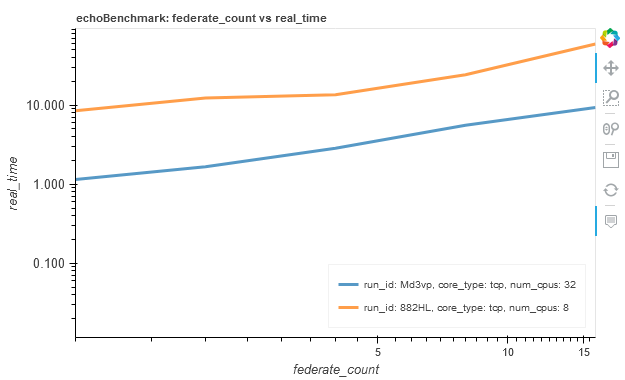 echoBenchmark: federate_count vs real_time
10.000
1.000
0.100
real_time
run_id: Md3vp, core_type: tcp, num_cpus: 32
run_id: 882HL, core_type: tcp, num_cpus: 8
5
10
15
federate_count